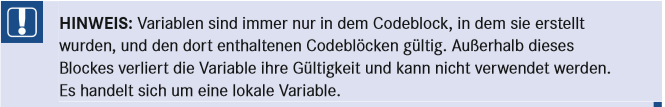 HINWEIS: Variablen sind immer nur in dem Codeblock, in dem sie erstellt
wurden, und den dort enthaltenen Codeblöcken gültig. Außerhalb dieses
Blockes verliert die Variable ihre Gültigkeit und kann nicht verwendet werden.
Es handelt sich um eine lokale Variable.